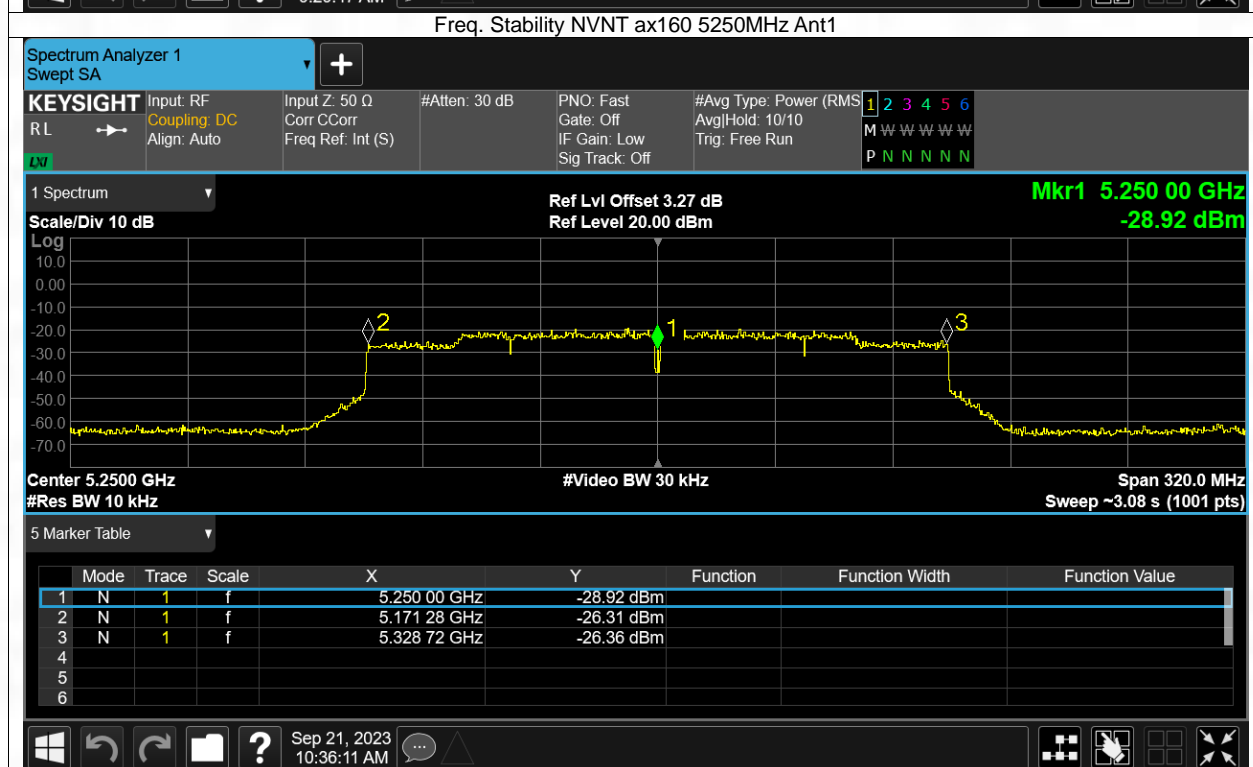 Freq. Stability NVNT ax160 5250MHz Ant1
Spectrum Analyzer 1
Swept SA
KEYSIGHT
RL
LXI
Input: RF
Coupling: DC
Align: Auto
Input Z: 50 Ω
Corr CCorr
Freq Ref: Int (S)
#Atten: 30 dB
PNO: Fast
Gate: Off
IF Gain: Low
Sig Track: Off
#Avg Type: Power (RMS
Avg|Hold: 10/10
Trig: Free Run
1 2 3 4 5 6
M W W W W W
P N N N N N
1 Spectrum
Scale/Div 10 dB
Ref Lvl Offset 3.27 dB
Ref Level 20.00 dBm
Mkr1 5.250 00 GHz
-28.92 dBm
Log
10.0
0.00
-10.0
-20.0
-30.0
-40.0
-50.0
-60.0
-70.0
2
1
3
Center 5.2500 GHz
#Video BW 30 kHz
Span 320.0 MHz
#Res BW 10 kHz
Sweep ~3.08 s (1001 pts)
5 Marker Table
Mode Trace Scale X Y Function Function Width Function Value
1 N 1 f 5.250 00 GHz -28.92 dBm
2 N 1 f 5.171 28 GHz -26.31 dBm
3 N 1 f 5.328 72 GHz -26.36 dBm
4
5
6
?
Sep 21, 2023
10:36:11 AM